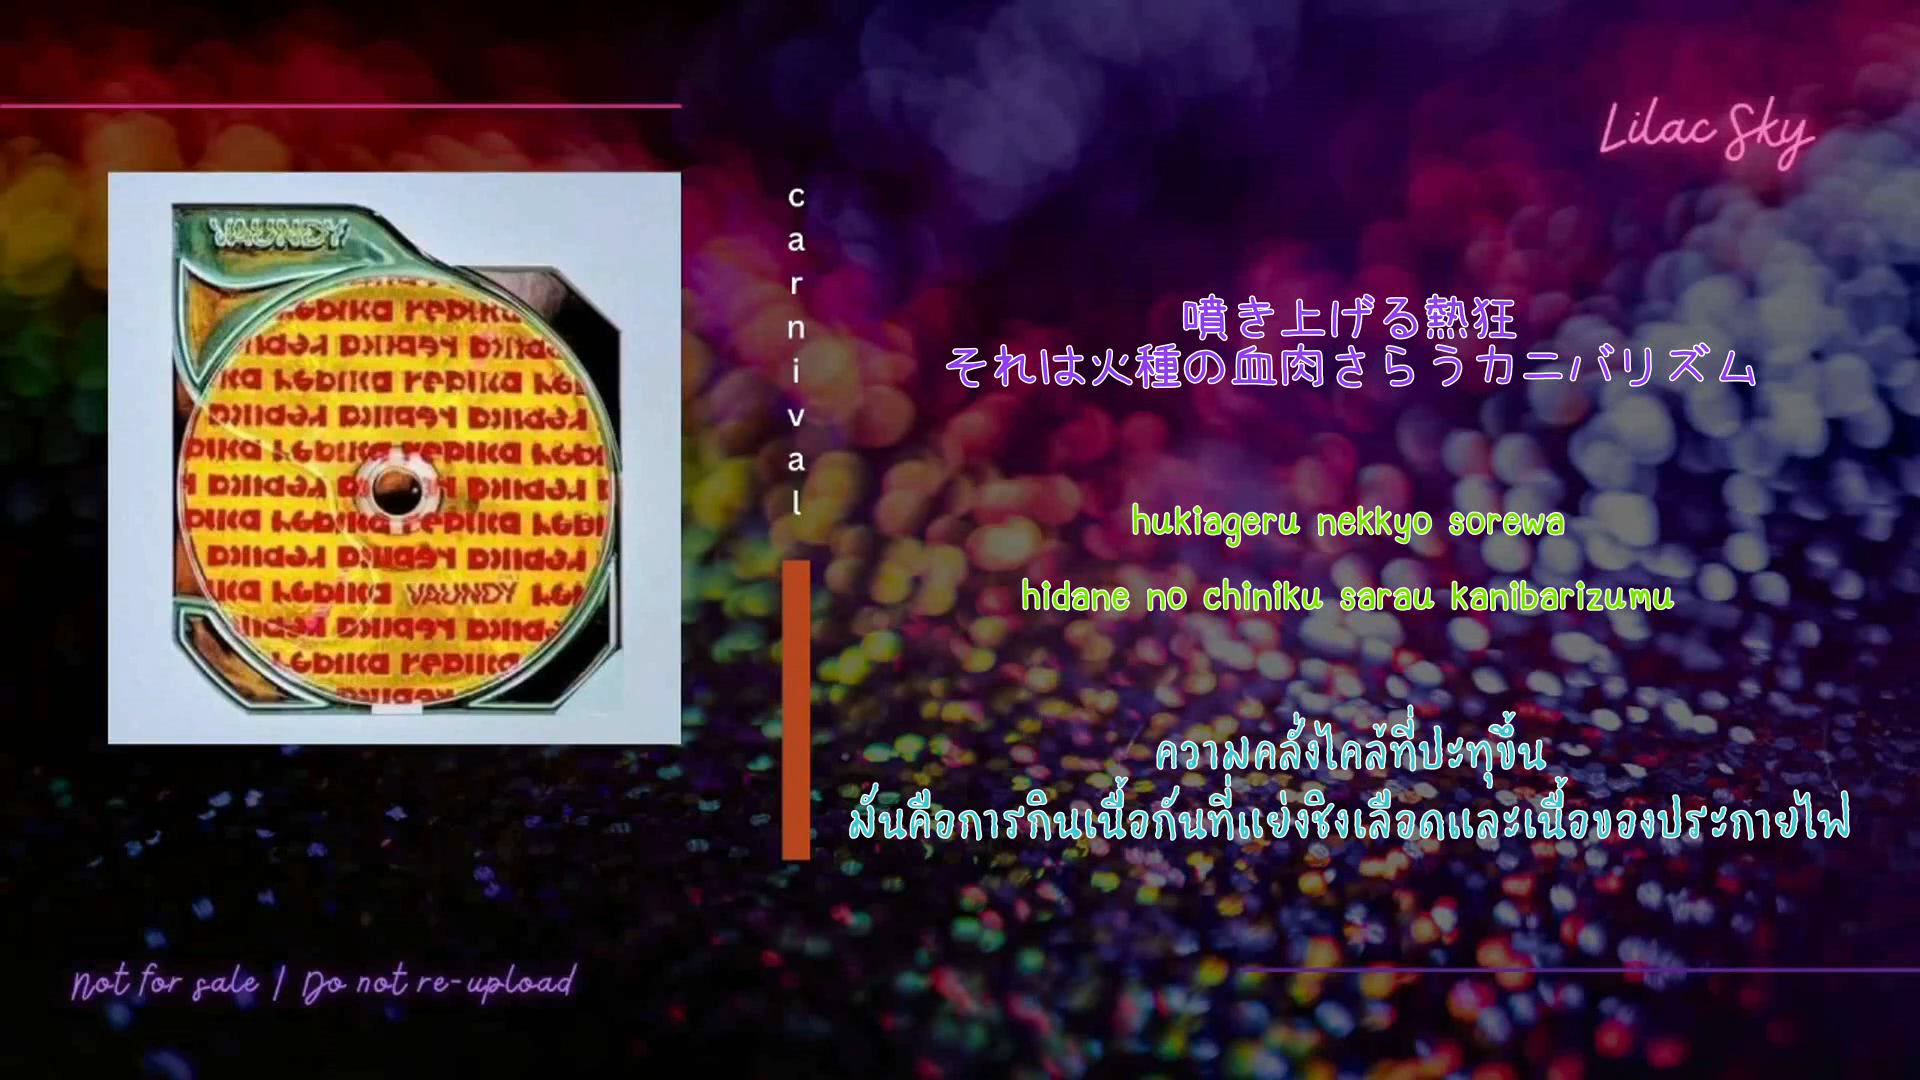 Lilac Sky
VAUNDY
replica replica
replica replica
VAUNDY
carnival
噴き上げる熱狂
それは火種の血肉さらうカニバリズム
hukiageru nekkyo sorewa
hidane no chiniku sarau kanibarizumu
ความคลั่งไคล้ที่ปะทุขึ้น
มันคือการกินเนื้อกันที่แย่งชิงเลือดและเนื้อของประกายไฟ
Not for sale / Do not re-upload